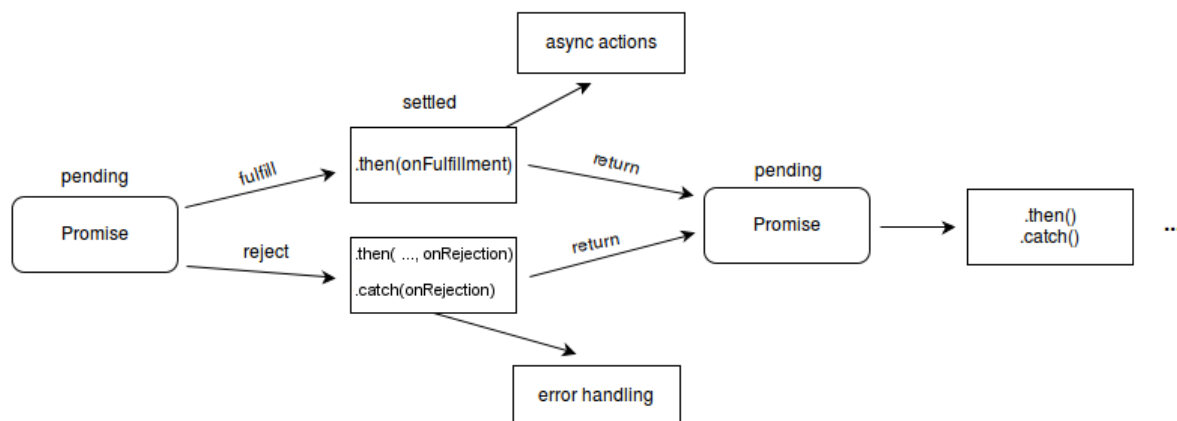 async actions
settled
.then(onFulfillment)
pending
fulfill
return
pending
Promise
Promise
.then()
.catch()
...
reject
.then( ..., onRejection)
return
.catch(onRejection)
error handling